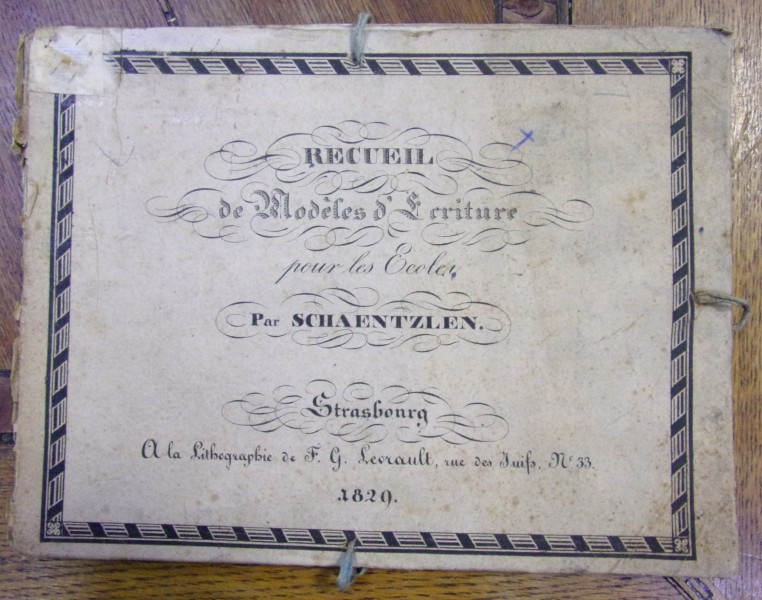 RECUEIL
de Modèles d'Ecriture
pour les Ecoles,
Par SCHAENTZLEN.
Strasbourg
A la Lithographie de F. G. Levrault, rue des Juifs, No 33.
1829.